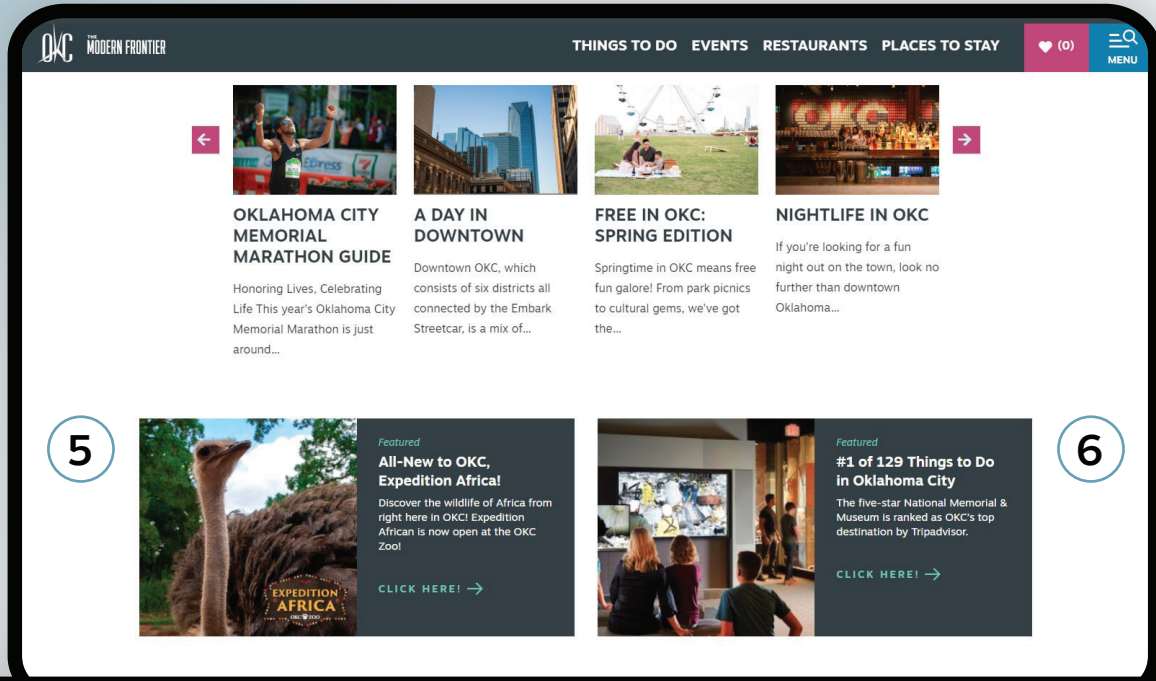 OKC
THE
MODERN FRONTIER
THINGS TO DO EVENTS RESTAURANTS PLACES TO STAY
(0)
MENU
OKC
OKLAHOMA CITY
MEMORIAL
MARATHON GUIDE
Honoring Lives, Celebrating
Life This year's Oklahoma City
Memorial Marathon is just
around...
A DAY IN
DOWNTOWN
Downtown OKC, which
consists of six districts all
connected by the Embark
Streetcar, is a mix of...
FREE IN OKC:
SPRING EDITION
Springtime in OKC means free
fun galore! From park picnics
to cultural gems, we've got
the...
NIGHTLIFE IN OKC
If you're looking for a fun
night out on the town, look no
further than downtown
Oklahoma...
5
EXPEDITION
AFRICA
OKC ZOO
Featured
All-New to OKC,
Expedition Africa!
Discover the wildlife of Africa from
right here in OKC! Expedition
African is now open at the OKC
Zoo!
CLICK HERE!
Featured
#1 of 129 Things to Do
in Oklahoma City
The five-star National Memorial &
Museum is ranked as OKC's top
destination by Tripadvisor.
CLICK HERE!
6